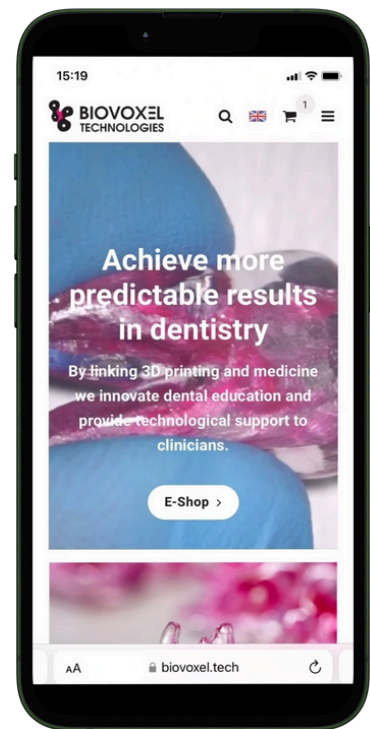 15:19
BIOVOXEL
TECHNOLOGIES
1
Achieve more
predictable results
in dentistry
By linking 3D printing and medicine
we innovate dental education and
provide technological support to
clinicians.
E-Shop >
AA
biovoxel.tech